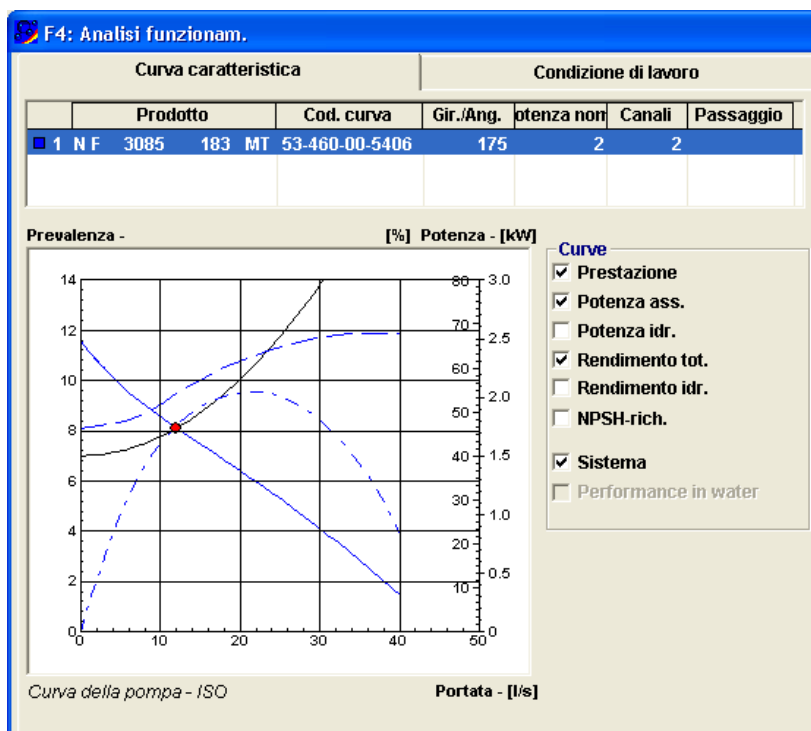 F4: Analisi funzionam.
Curva caratteristica Condizione di lavoro
Prodotto Cod. curva Gir./Ang. otenza nom Canali Passaggio
1 N F 3085 183 MT 53-460-00-5406 175 2 2
Prevalenza - [%] Potenza - [kW]
Curve
Prestazione
Potenza ass.
Potenza idr.
Rendimento tot.
Rendimento idr.
NPSH-rich.
Sistema
Performance in water
14 80 3.0
12 70 2.5
10 60 2.0
8 50
6 40 1.5
4 30 1.0
2 20 0.5
0 10 0
0 10 20 30 40 50
Curva della pompa - ISO Portata - [l/s]